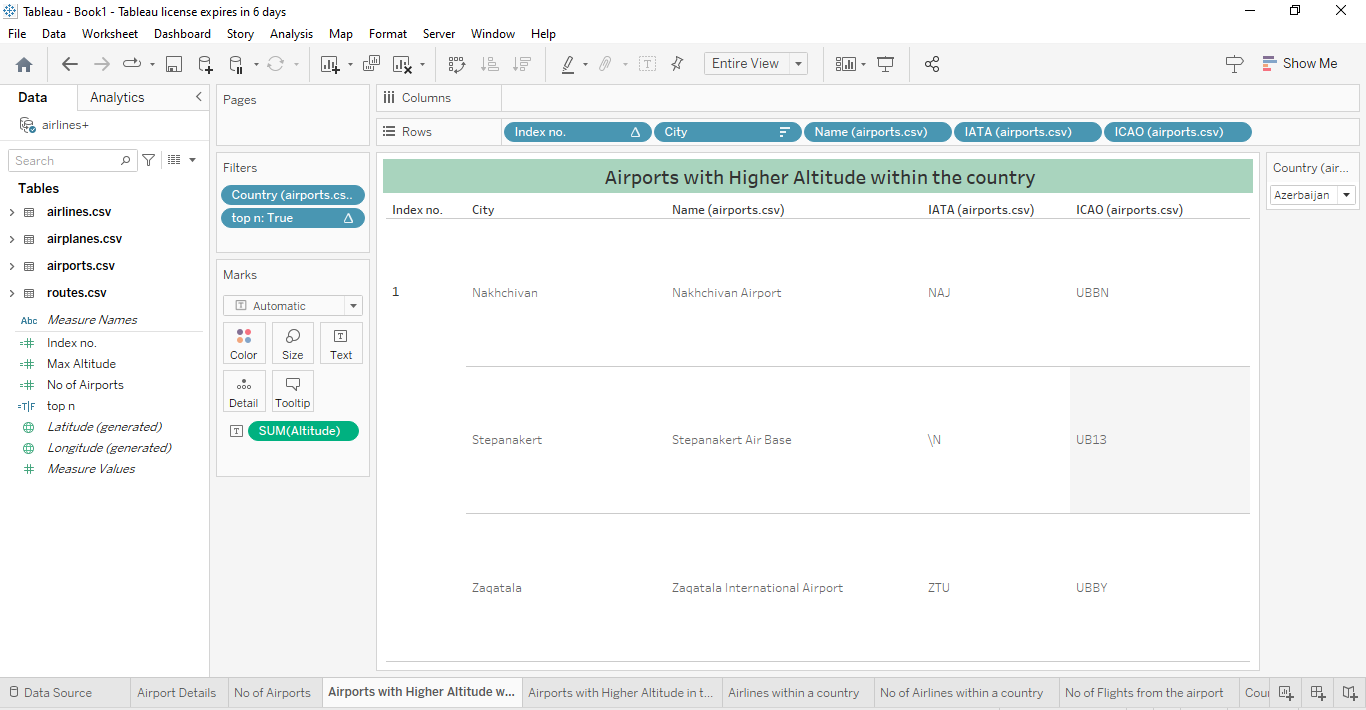 Tableau - Book1 - Tableau license expires in 6 days
File Data Worksheet Dashboard Story Analysis Map Format Server Window Help
Entire View
Show Me
Data Analytics
airlines+
Search
Tables
airlines.csv
airplanes.csv
airports.csv
routes.csv
Abc Measure Names
Index no.
Max Altitude
No of Airports
=T|F top n
Latitude (generated)
Longitude (generated)
Measure Values
Pages
Filters
Country (airports.cs..
top n: True
Marks
Automatic
Color Size Text
Detail Tooltip
SUM(Altitude)
Columns
Rows Index no. City Name (airports.csv) IATA (airports.csv) ICAO (airports.csv)
Airports with Higher Altitude within the country
Index no. City Name (airports.csv) IATA (airports.csv) ICAO (airports.csv)
1 Nakhchivan Nakhchivan Airport NAJ UBBN
Stepanakert Stepanakert Air Base \N UB13
Zaqatala Zaqatala International Airport ZTU UBBY
Country (air...
Azerbaijan
Data Source Airport Details No of Airports Airports with Higher Altitude w... Airports with Higher Altitude in t... Airlines within a country No of Airlines within a country No of Flights from the airport Cou